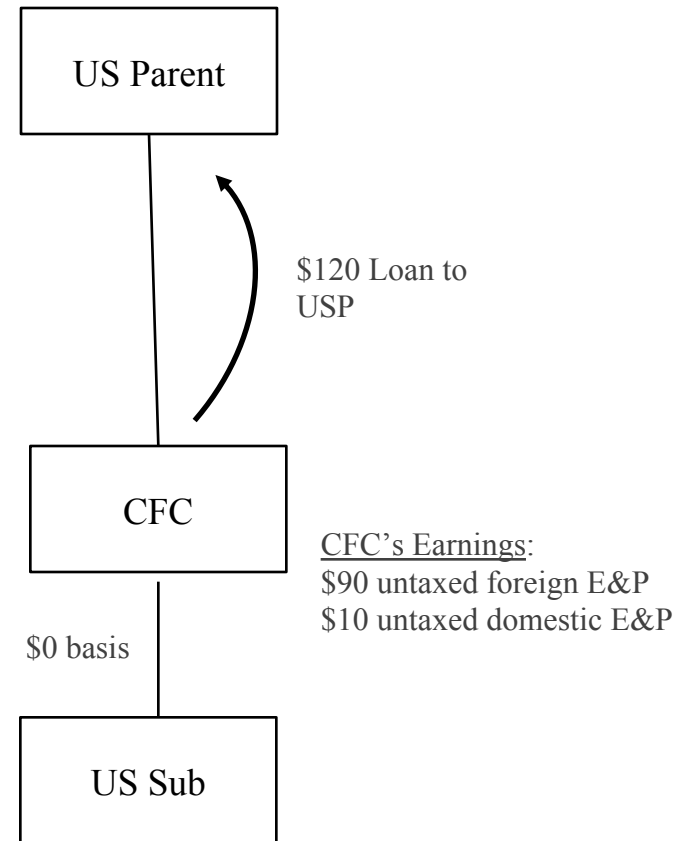 US Parent
$120 Loan to
USP
CFC
CFC’s Earnings:
$90 untaxed foreign E&P
$10 untaxed domestic E&P
$0 basis
US Sub